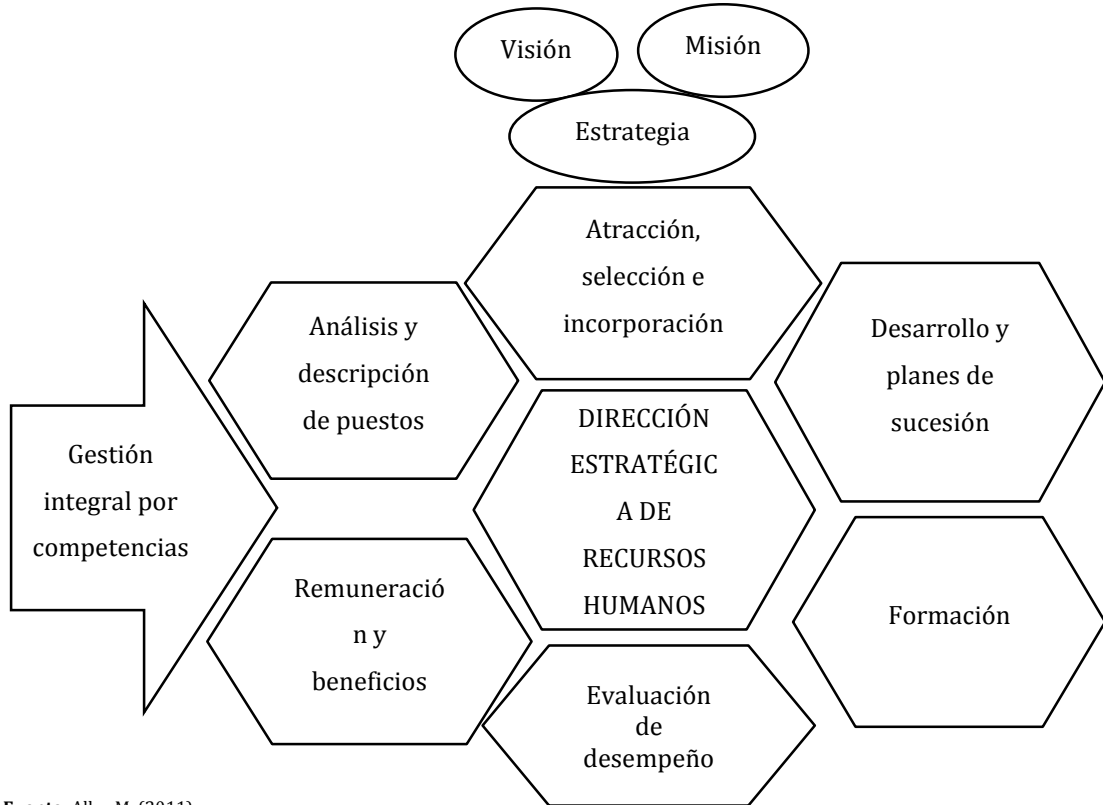 Visión
Misión
Estrategia
Atracción,
selección e
incorporación
Análisis y
descripción
de puestos
Desarrollo y
planes de
sucesión
Gestión
integral por
competencias
DIRECCIÓN
ESTRATÉGIC
A DE
RECURSOS
HUMANOS
Remuneració
n y
beneficios
Formación
Evaluación
de
desempeño